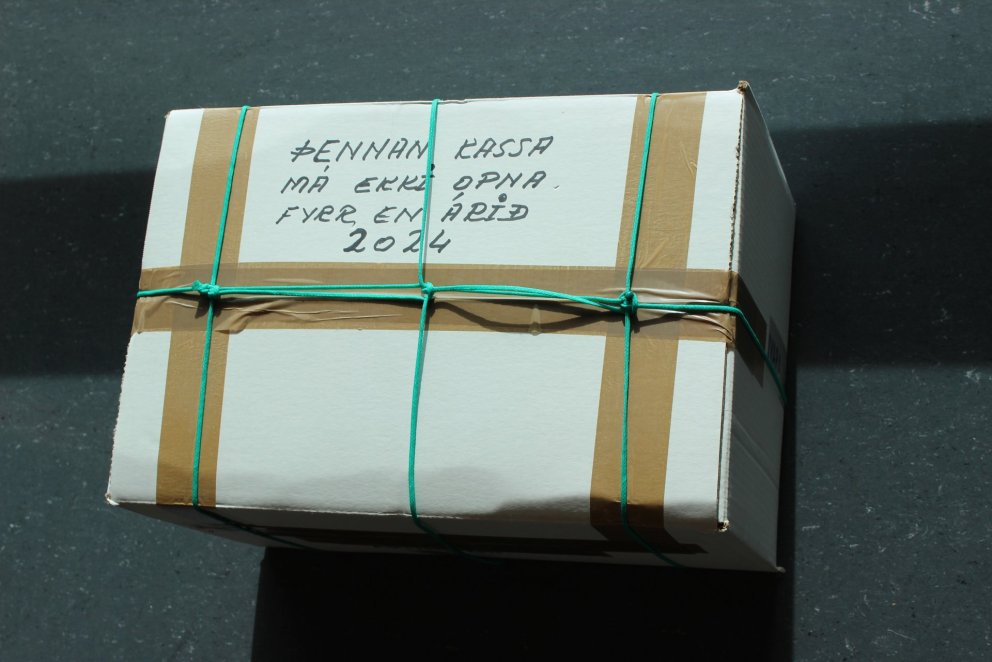 ÞENNAN KASSA
MÁ EKKI OPNA.
FYRR EN ÁRIÐ
2024